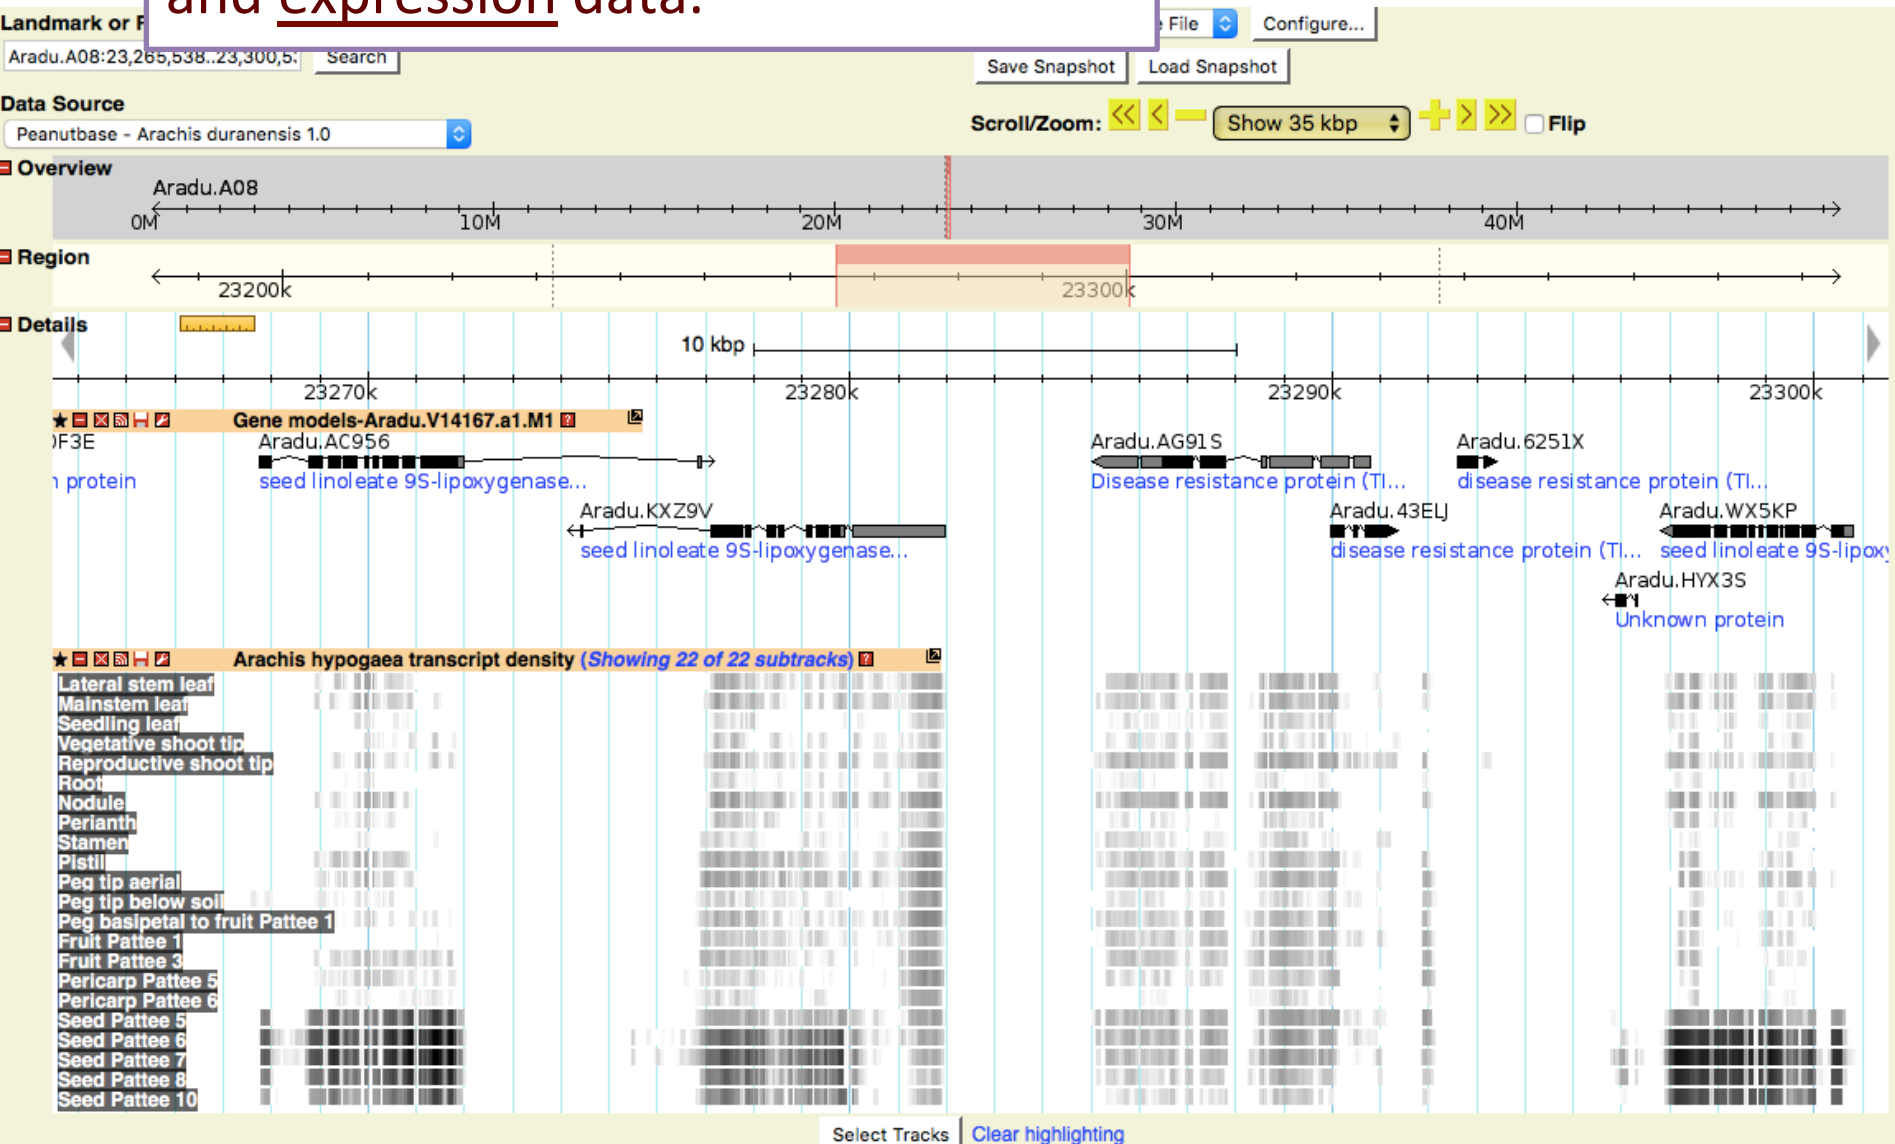 and expression data.
Landmark or
File
Configure...
Aradu.A08:23,265,538..23,300,5
Search
Save Snapshot
Load Snapshot
Data Source
Peanutbase - Arachis duranensis 1.0
Scroll/Zoom:
<<
<
Show 35 kbp
>
>>
Flip
Overview
Aradu.A08
0M 10M 20M 30M 40M
Region
23200k 23300k
Details
10 kbp
23270k 23280k 23290k 23300k
Gene models-Aradu.V14167.a1.M1
F3E
Aradu.AC956
Aradu.AG91S
Aradu.6251X
protein
seed linoleate 9S-lipoxygenase...
Disease resistance protein (TI...
disease resistance protein (TI...
Aradu.KXZ9V
Aradu.43ELJ
Aradu.WX5KP
seed linoleate 9S-lipoxygenase...
disease resistance protein (TI...
seed linoleate 9S-lipoxy
Aradu.HYX3S
Unknown protein
Arachis hypogaea transcript density (Showing 22 of 22 subtracks)
Lateral stem leaf
Mainstem leaf
Seedling leaf
Vegetative shoot tip
Reproductive shoot tip
Root
Nodule
Perianth
Stamen
Pistil
Peg tip aerial
Peg tip below soil
Peg basipetal to fruit Pattee 1
Fruit Pattee 1
Fruit Pattee 3
Pericarp Pattee 5
Pericarp Pattee 6
Seed Pattee 5
Seed Pattee 6
Seed Pattee 7
Seed Pattee 8
Seed Pattee 10
Select Tracks
Clear highlighting